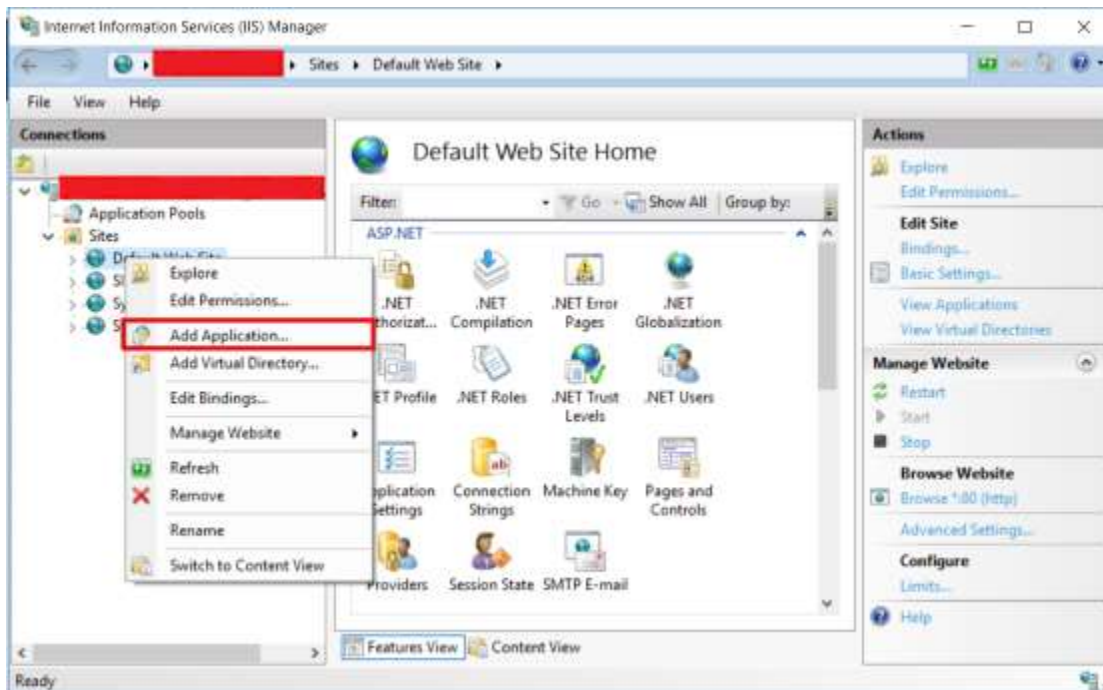 Internet Information Services (IIS) Manager
Sites
Default Web Site
File View Help
Connections
Application Pools
Sites
Default Web Site
Explore
Edit Permissions...
Add Application...
Add Virtual Directory...
Edit Bindings...
Manage Website
Refresh
Remove
Rename
Switch to Content View
Default Web Site Home
Filter: Go Show All Group by:
ASP.NET
.NET
.NET Compilation
.NET Error Pages
.NET Globalization
.NET Roles
.NET Trust Levels
.NET Users
Connection Strings
Machine Key
Pages and Controls
Providers
Session State
SMTP E-mail
Features View
Content View
Actions
Explore
Edit Permissions...
Edit Site
Bindings...
Basic Settings...
View Applications
View Virtual Directories
Manage Website
Restart
Start
Stop
Browse Website
Browse *:80 (http)
Advanced Settings...
Configure
Limits...
Help
Ready